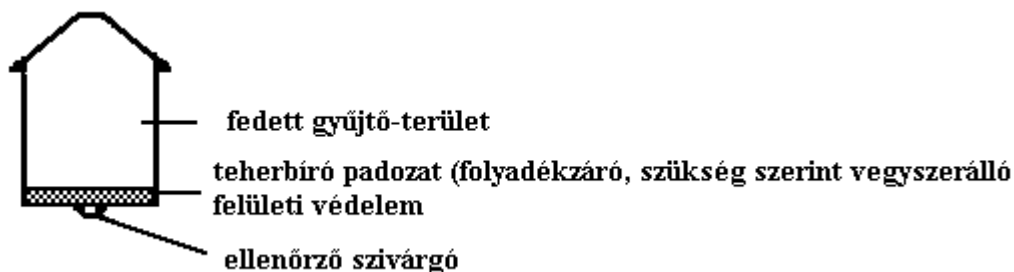 fedett gyűjtő-terület
teherbíró padozat (folyadékzáró, szükség szerint vegyszerálló
felületi védelem
ellenőrző szivárgó